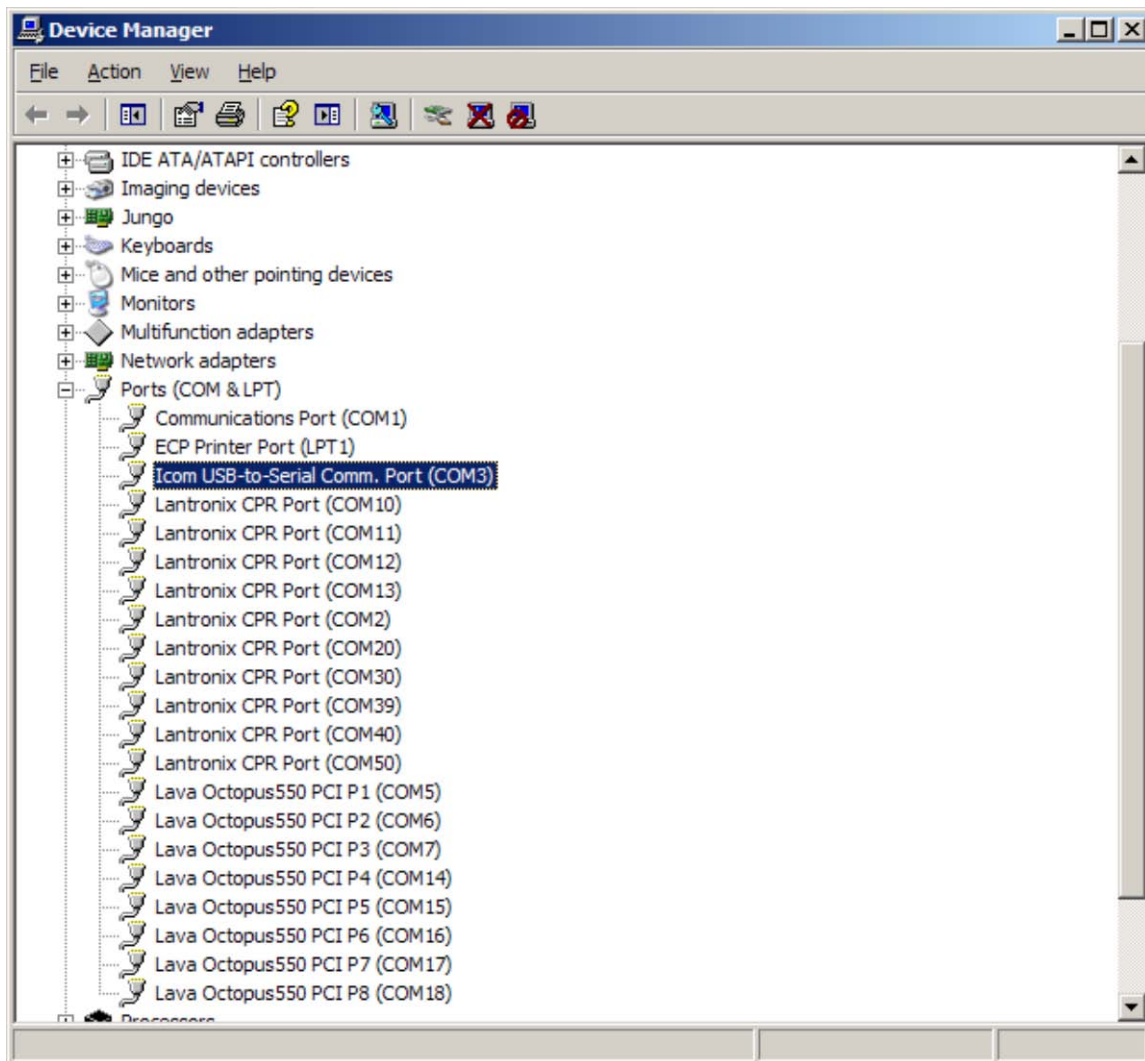 Device Manager
File Action View Help
IDE ATA/ATAPI controllers
Imaging devices
Jungo
Keyboards
Mice and other pointing devices
Monitors
Multifunction adapters
Network adapters
Ports (COM & LPT)
Communications Port (COM1)
ECP Printer Port (LPT1)
Icom USB-to-Serial Comm. Port (COM3)
Lantronix CPR Port (COM10)
Lantronix CPR Port (COM11)
Lantronix CPR Port (COM12)
Lantronix CPR Port (COM13)
Lantronix CPR Port (COM2)
Lantronix CPR Port (COM20)
Lantronix CPR Port (COM30)
Lantronix CPR Port (COM39)
Lantronix CPR Port (COM40)
Lantronix CPR Port (COM50)
Lava Octopus550 PCI P1 (COM5)
Lava Octopus550 PCI P2 (COM6)
Lava Octopus550 PCI P3 (COM7)
Lava Octopus550 PCI P4 (COM14)
Lava Octopus550 PCI P5 (COM15)
Lava Octopus550 PCI P6 (COM16)
Lava Octopus550 PCI P7 (COM17)
Lava Octopus550 PCI P8 (COM18)
Processors